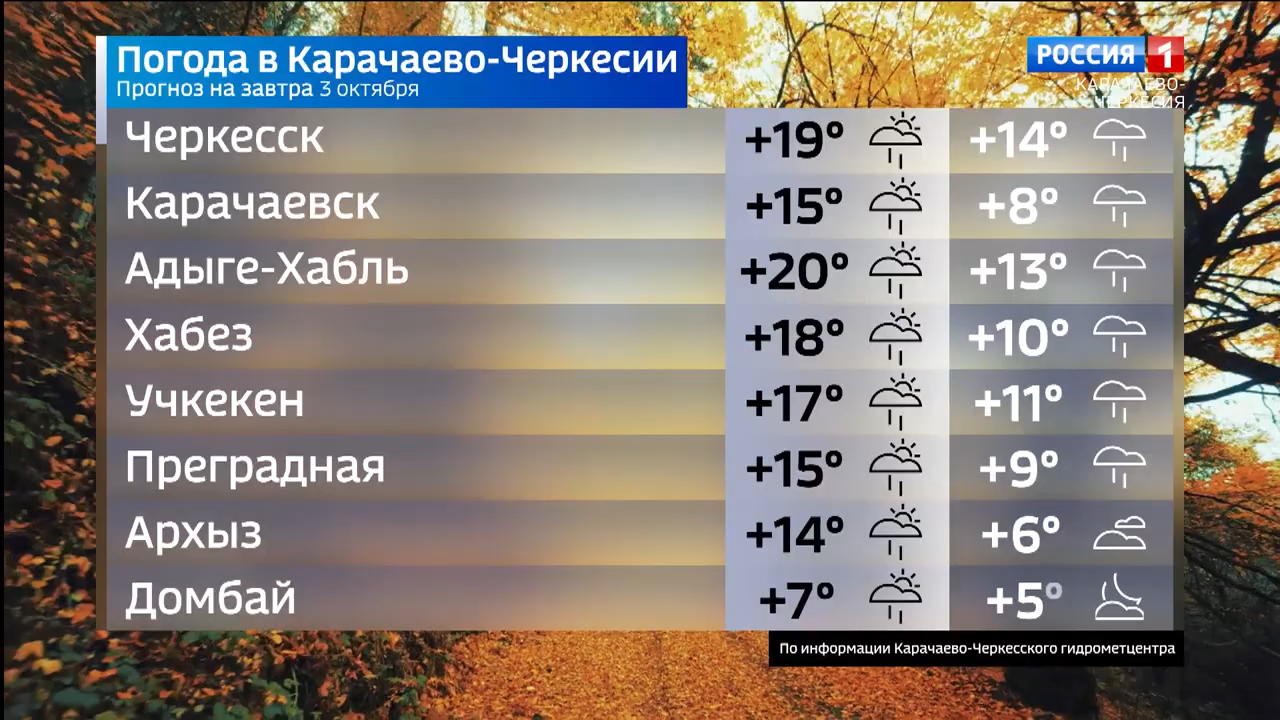 Погода в Карачаево-Черкесии
Прогноз на завтра 3 октября
РОССИЯ 1
КАРАЧАЕВО-
ЧЕРКЕСИЯ
Черкесск +19° +14°
Карачаевск +15° +8°
Адыге-Хабль +20° +13°
Хабез +18° +10°
Учкекен +17° +11°
Преградная +15° +9°
Архыз +14° +6°
Домбай +7° +5°
По информации Карачаево-Черкесского гидрометцентра